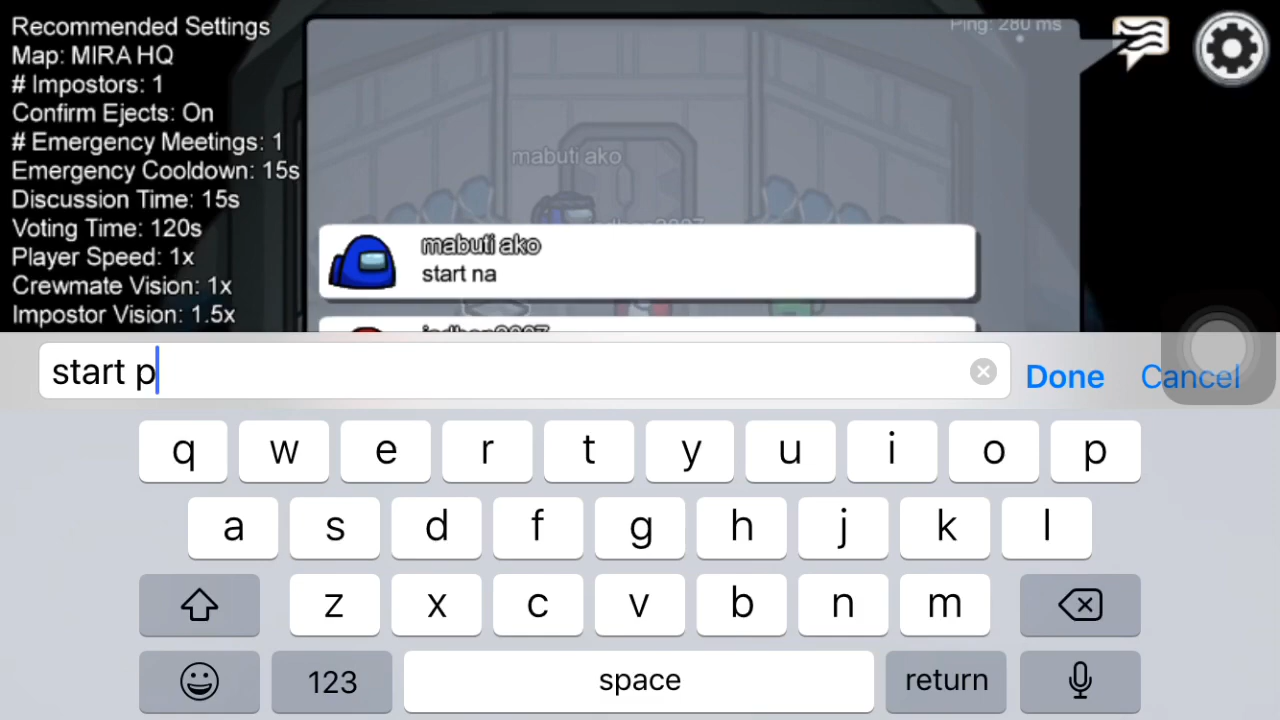 Recommended Settings
Map: MIRA HQ
# Impostors: 1
Confirm Ejects: On
# Emergency Meetings: 1
Emergency Cooldown: 15s
Discussion Time: 15s
Voting Time: 120s
Player Speed: 1x
Crewmate Vision: 1x
Impostor Vision: 1.5x
Ping: 280 ms
mabuti ako
mabuti ako
start na
start p
Done
Cancel
q w e r t y u i o p
a s d f g h j k l
z x c v b n m
123
space
return